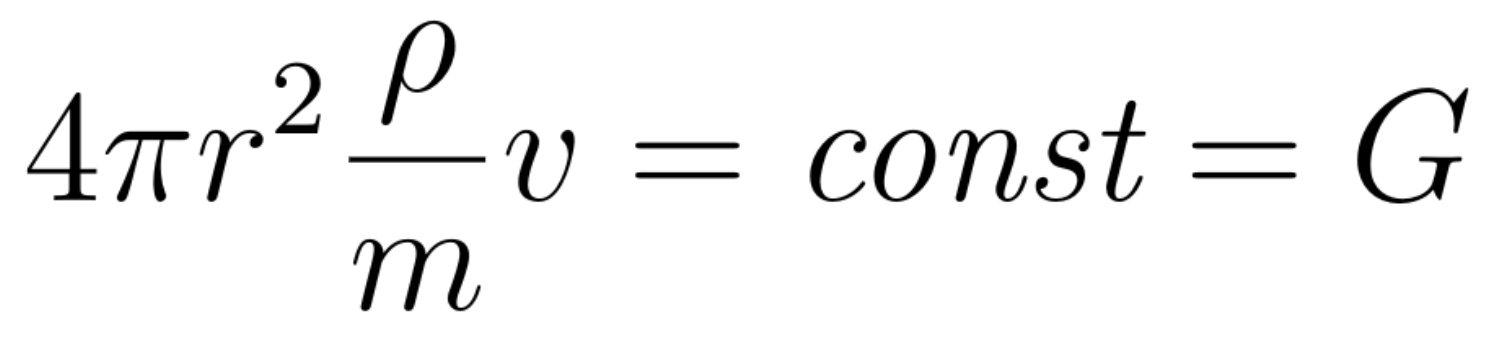 4πr² ρ/m v = const = G